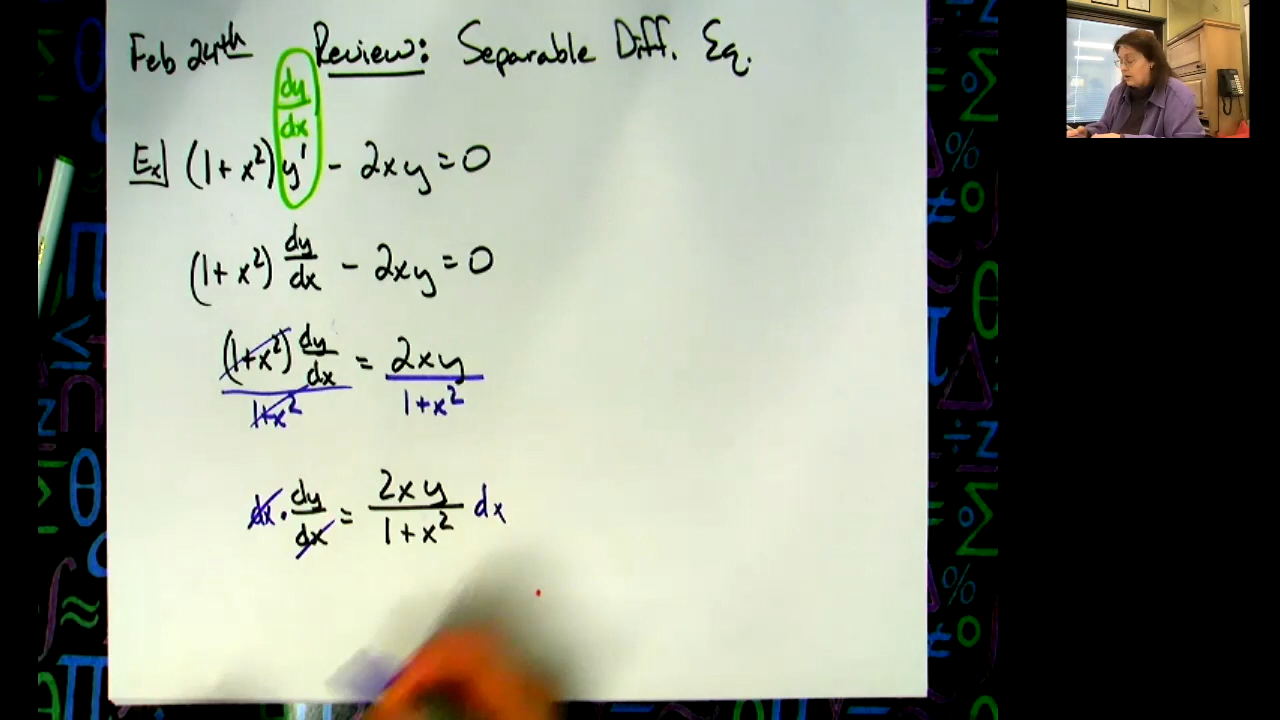 Feb 24th Review: Separable Diff. Eq.
dy/dx
Ex (1+x²) y' - 2xy = 0
(1+x²) dy/dx - 2xy = 0
(1+x²) dy/dx / 1+x² = 2xy / 1+x²
dx · dy/dx = 2xy / 1+x² dx